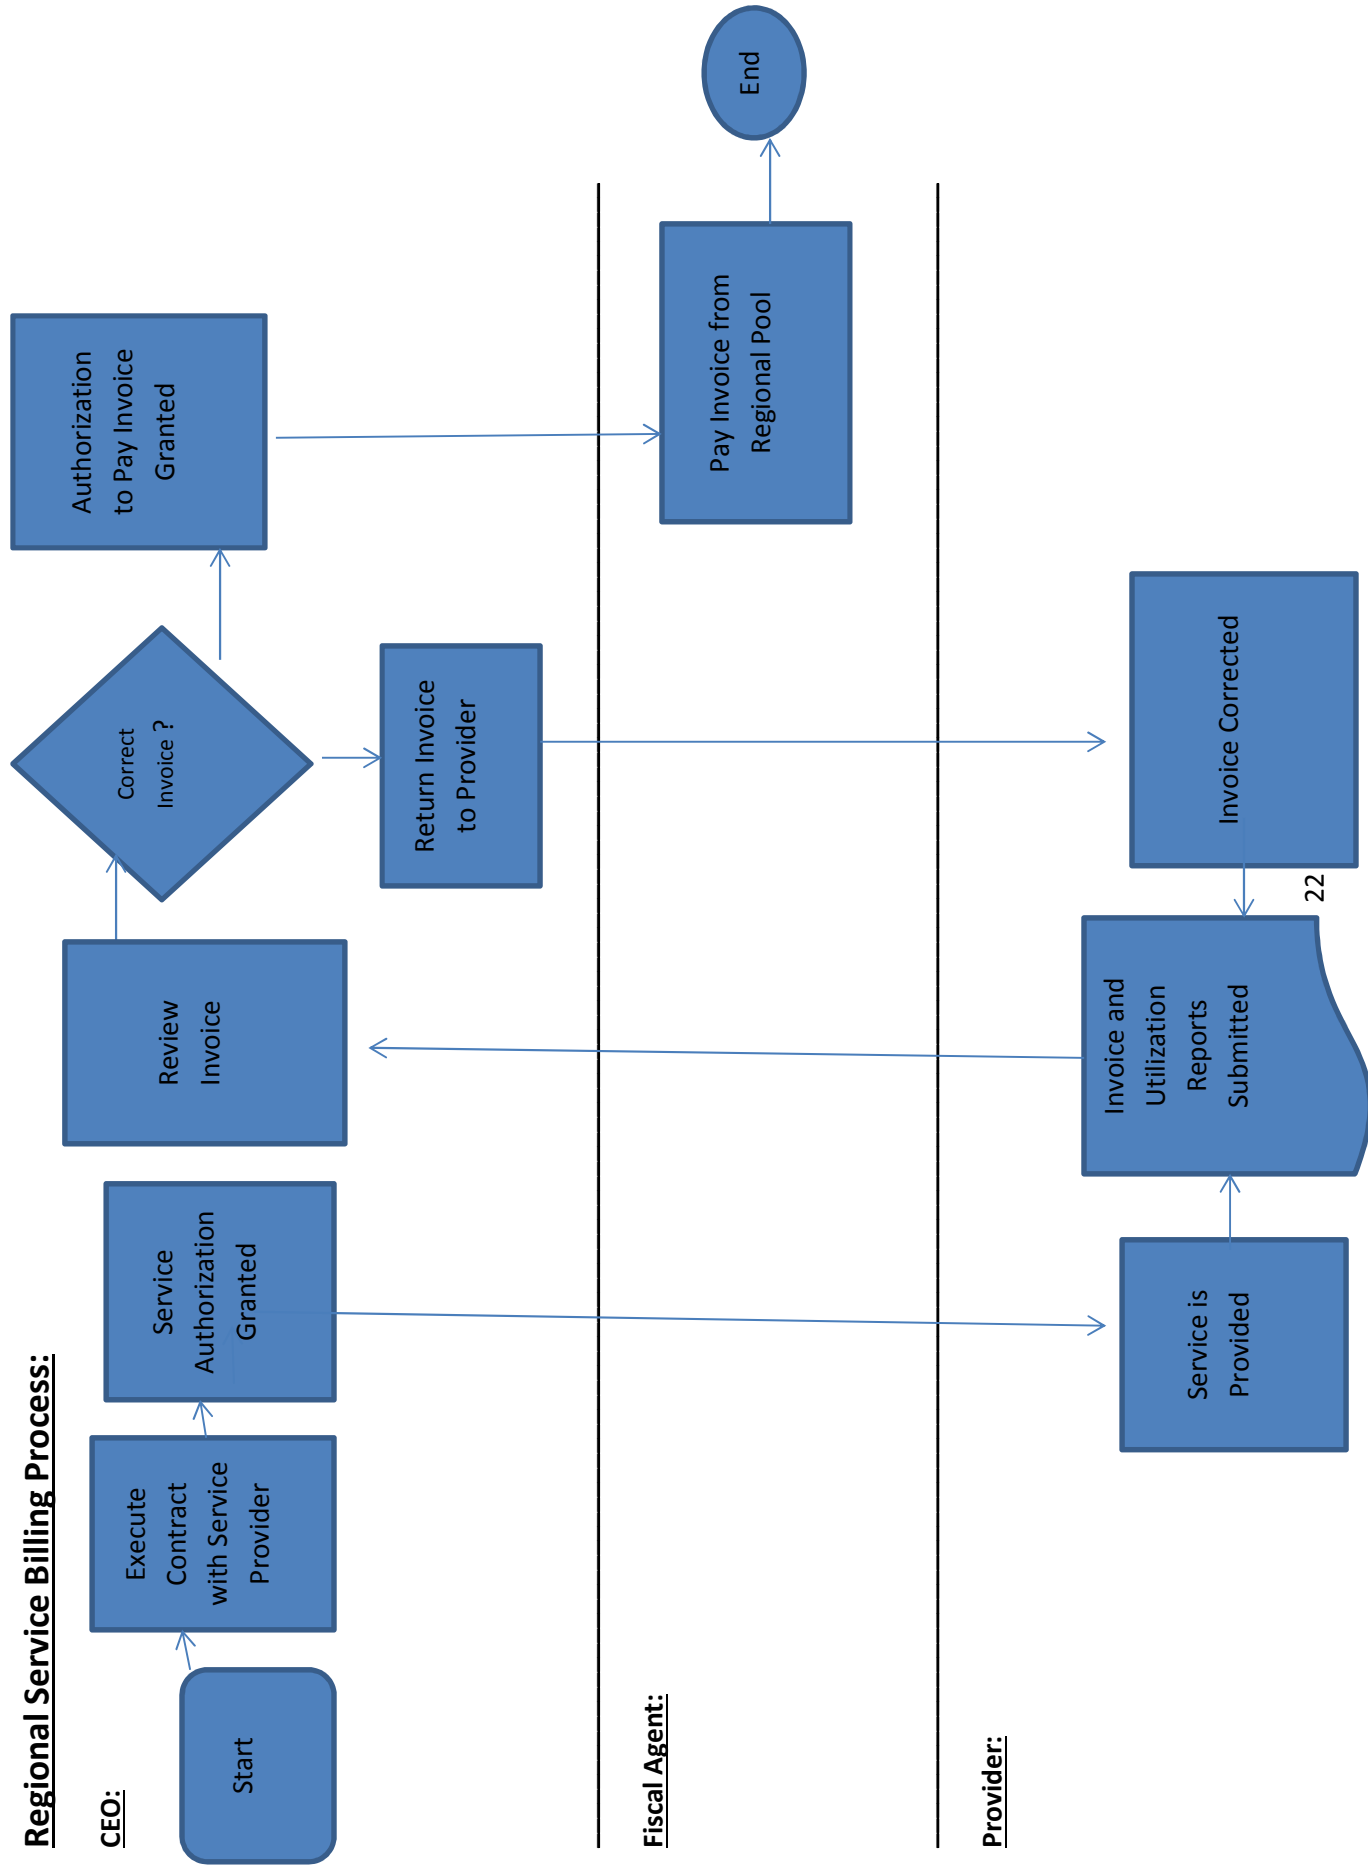 Regional Service Billing Process:
CEO:
Start
Execute
Contract
with Service
Provider
Service
Authorization
Granted
Review
Invoice
Correct
Invoice ?
Authorization
to Pay Invoice
Granted
Return Invoice
to Provider
Fiscal Agent:
Pay Invoice from
Regional Pool
End
Provider:
Service is
Provided
Invoice and
Utilization
Reports
Submitted
Invoice Corrected
22